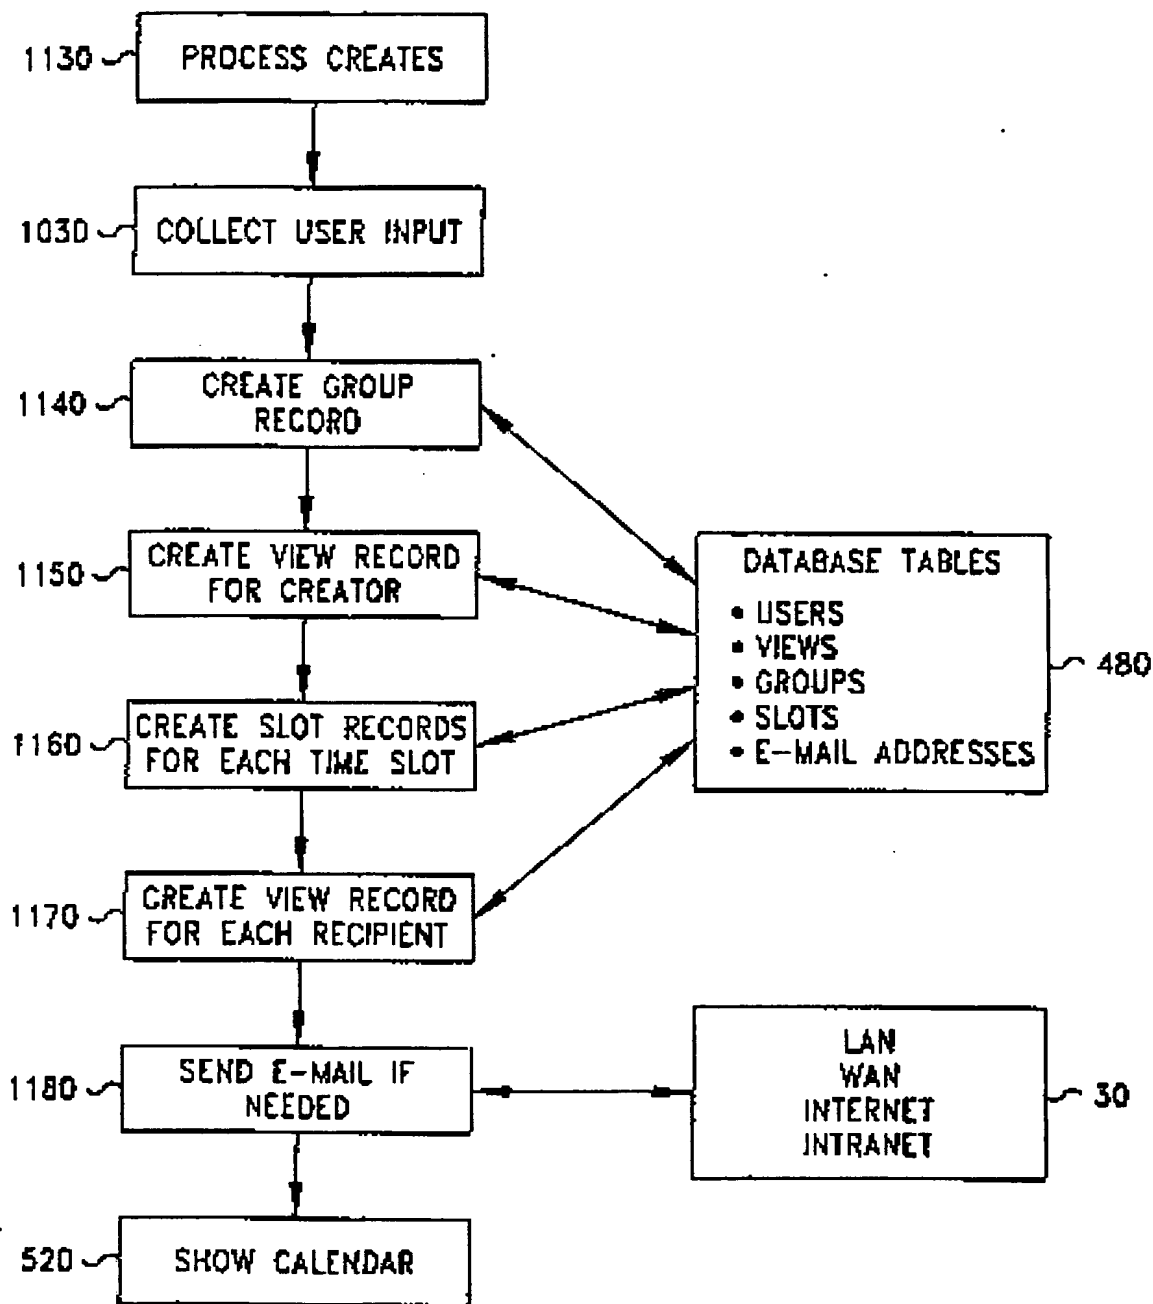 1130 PROCESS CREATES
1030 COLLECT USER INPUT
1140 CREATE GROUP
RECORD
1150 CREATE VIEW RECORD
FOR CREATOR
1160 CREATE SLOT RECORDS
FOR EACH TIME SLOT
1170 CREATE VIEW RECORD
FOR EACH RECIPIENT
1180 SEND E-MAIL IF
NEEDED
520 SHOW CALENDAR
DATABASE TABLES
• USERS
• VIEWS
• GROUPS
• SLOTS
• E-MAIL ADDRESSES
480
LAN
WAN
INTERNET
INTRANET
30